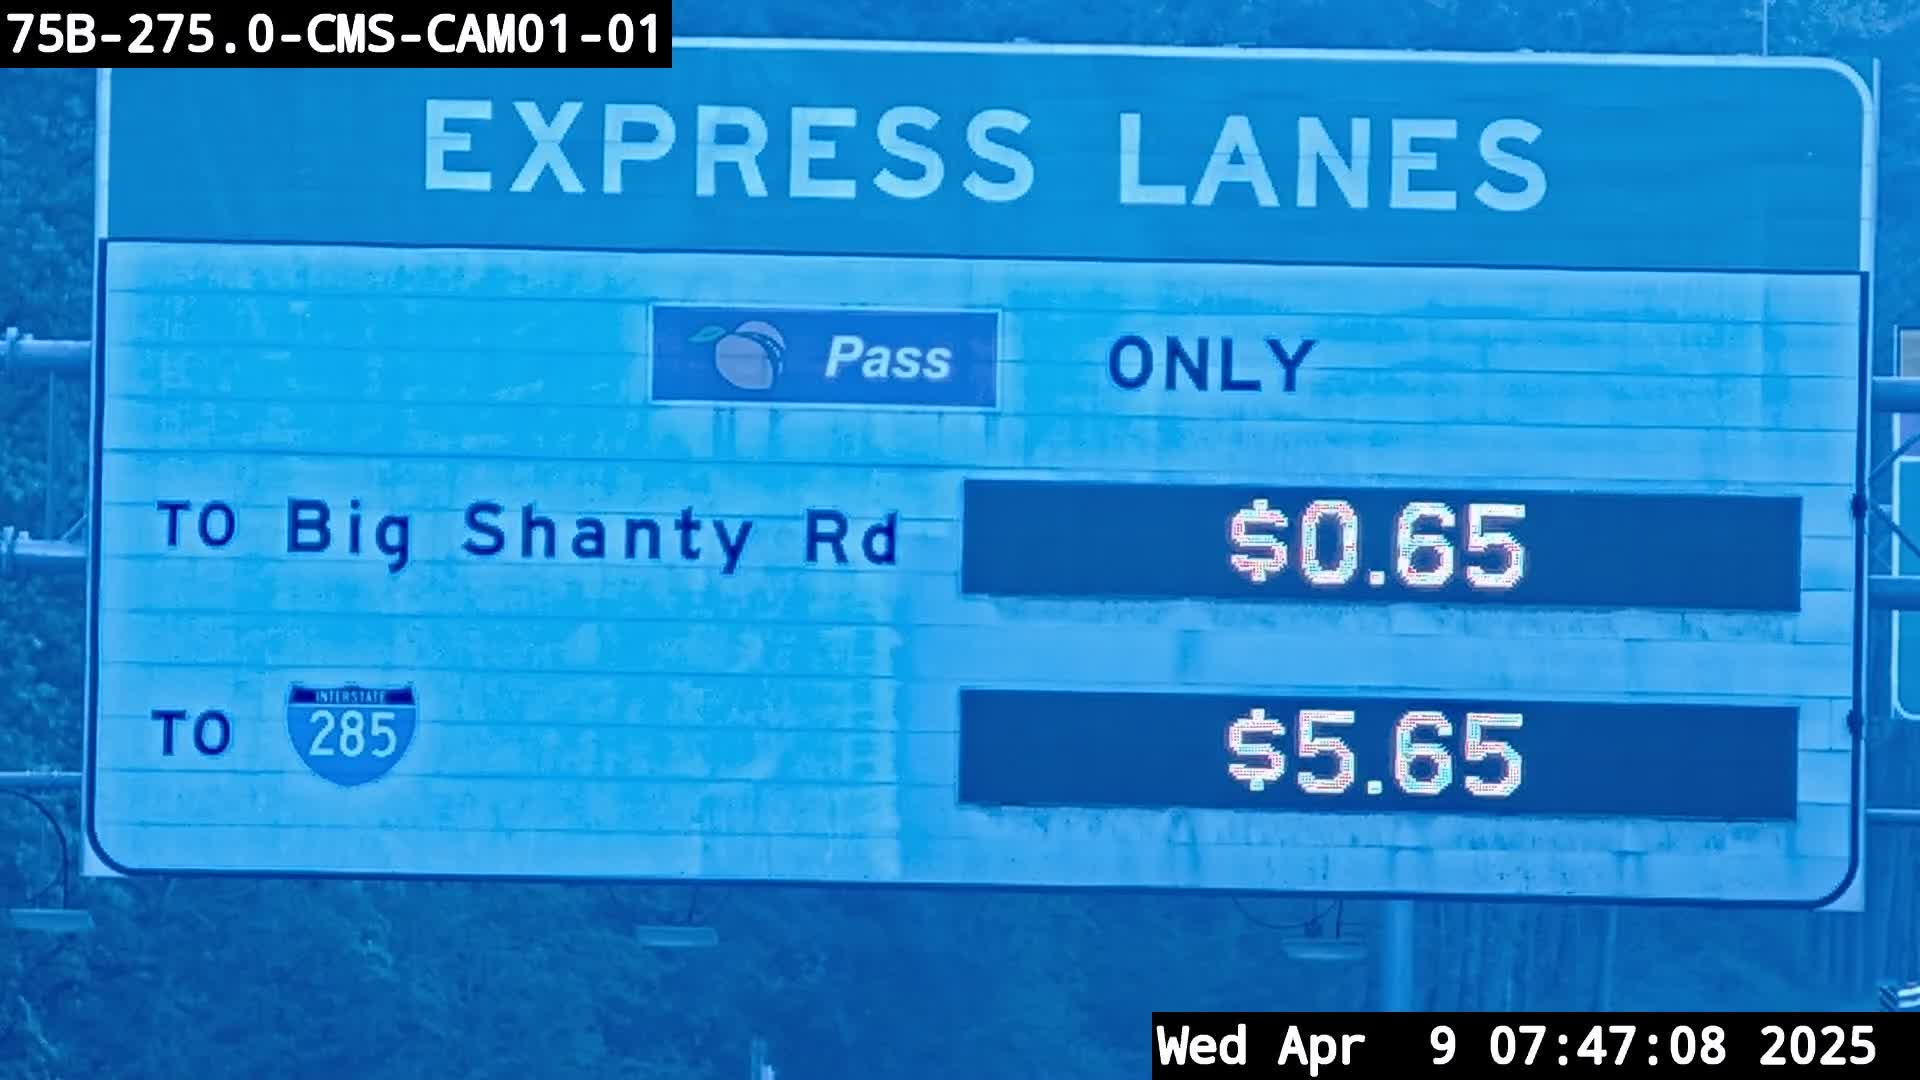 75B-275.0-CMS-CAM01-01
EXPRESS LANES
Pass ONLY
TO Big Shanty Rd $0.65
INTERSTATE
TO 285 $5.65
Wed Apr 9 07:47:08 2025